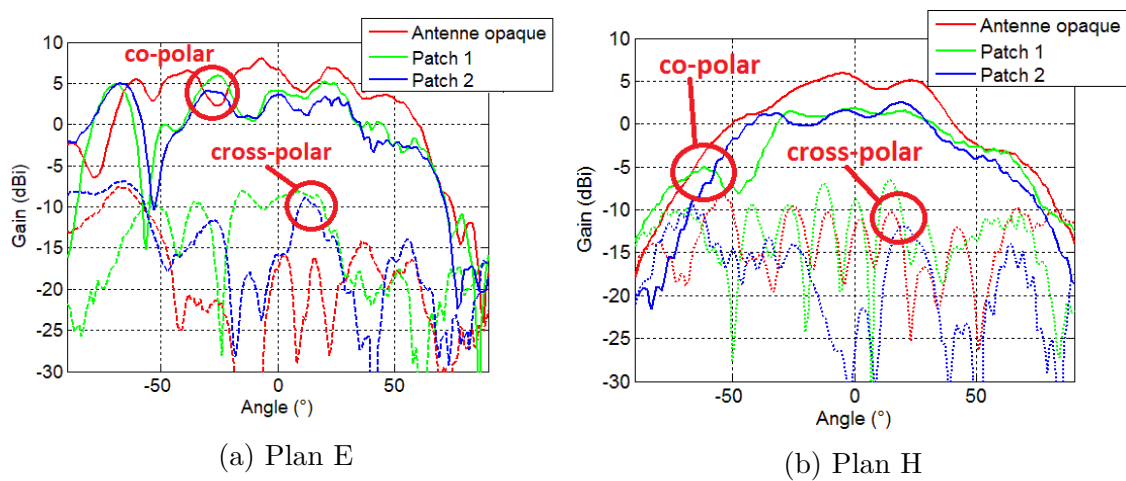 Antenne opaque
Patch 1
Patch 2
co-polar
cross-polar
10
5
0
-5
-10
-15
-20
-25
-30
Gain (dBi)
-50
0
50
Angle (°)
(a) Plan E
Antenne opaque
Patch 1
Patch 2
co-polar
cross-polar
10
5
0
-5
-10
-15
-20
-25
-30
Gain (dBi)
-50
0
50
Angle (°)
(b) Plan H